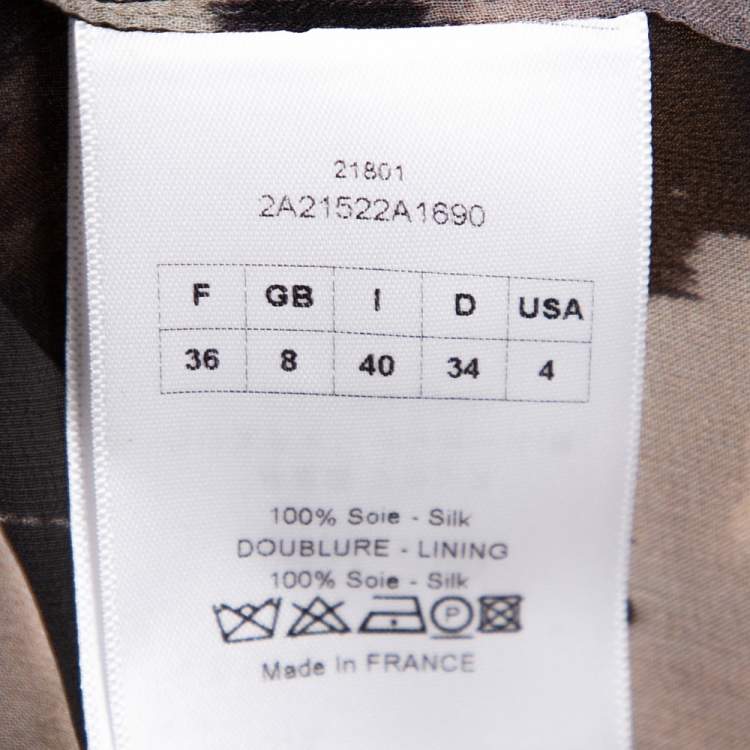 21801
2A21522A1690
F GB I D USA
36 8 40 34 4
100% Soie - Silk
DOUBLURE - LINING
100% Soie - Silk
P
Made In FRANCE